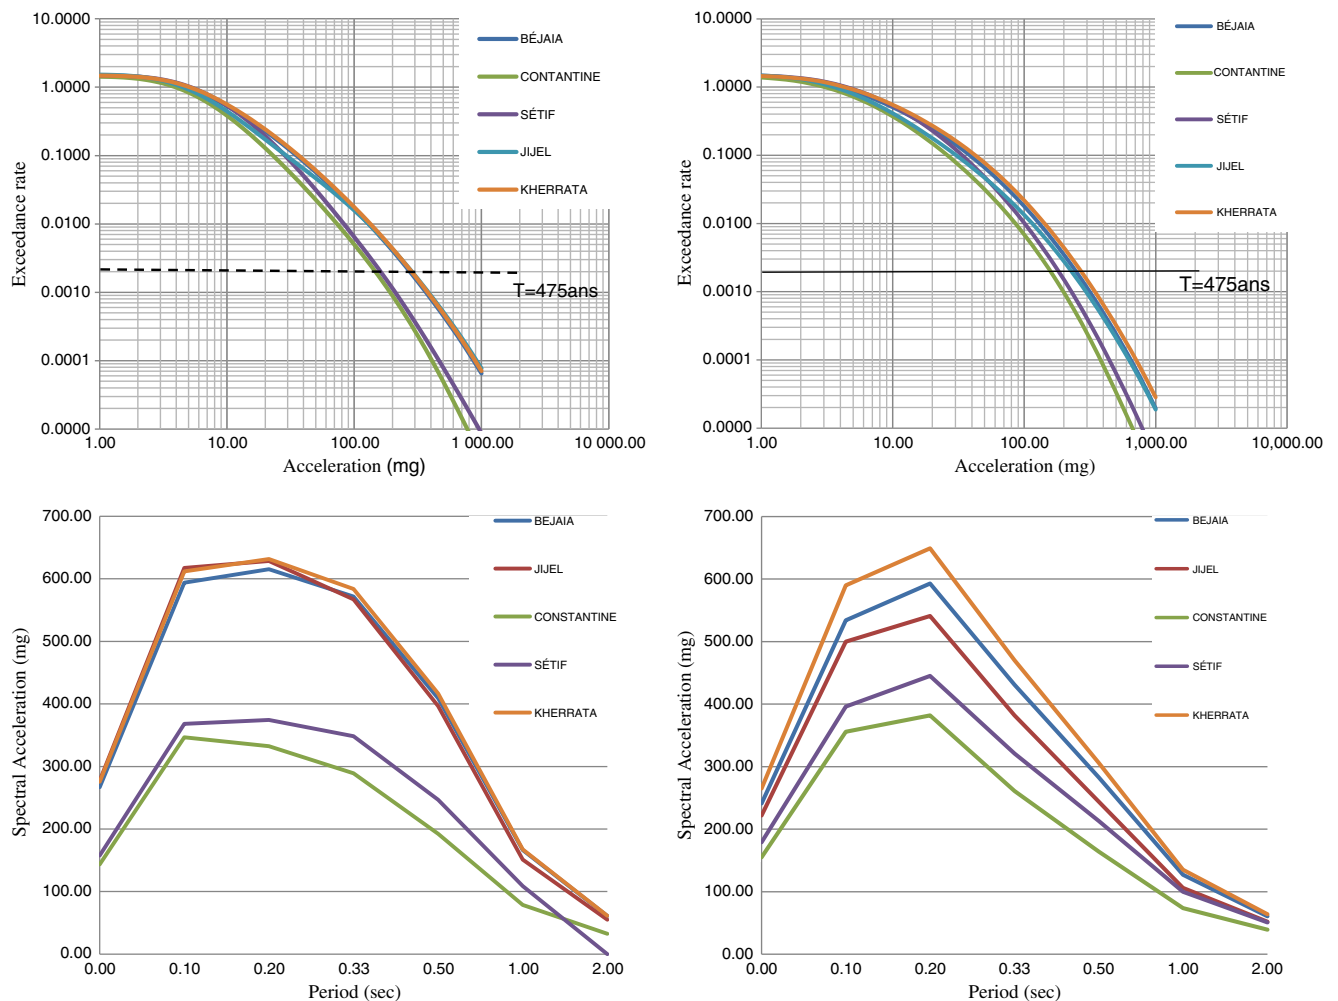 10.0000
1.0000
0.1000
0.0100
0.0010
0.0001
0.0000
Exceedance rate
1.00
10.00
100.00
1 000.00
10 000.00
Acceleration (mg)
BÉJAIA
CONTANTINE
SÉTIF
JIJEL
KHERRATA
T=475ans
10.0000
1.0000
0.1000
0.0100
0.0010
0.0001
0.0000
Exceedance rate
1.00
10.00
100.00
1,000.00
10,000.00
Acceleration (mg)
BÉJAIA
CONTANTINE
SÉTIF
JIJEL
KHERRATA
T=475ans
700.00
600.00
500.00
400.00
300.00
200.00
100.00
0.00
Spectral Acceleration (mg)
0.00
0.10
0.20
0.33
0.50
1.00
2.00
Period (sec)
BEJAIA
JIJEL
CONSTANTINE
SÉTIF
KHERRATA
700.00
600.00
500.00
400.00
300.00
200.00
100.00
0.00
Spectral Acceleration (mg)
0.00
0.10
0.20
0.33
0.50
1.00
2.00
Period (sec)
BEJAIA
JIJEL
CONSTANTINE
SÉTIF
KHERRATA